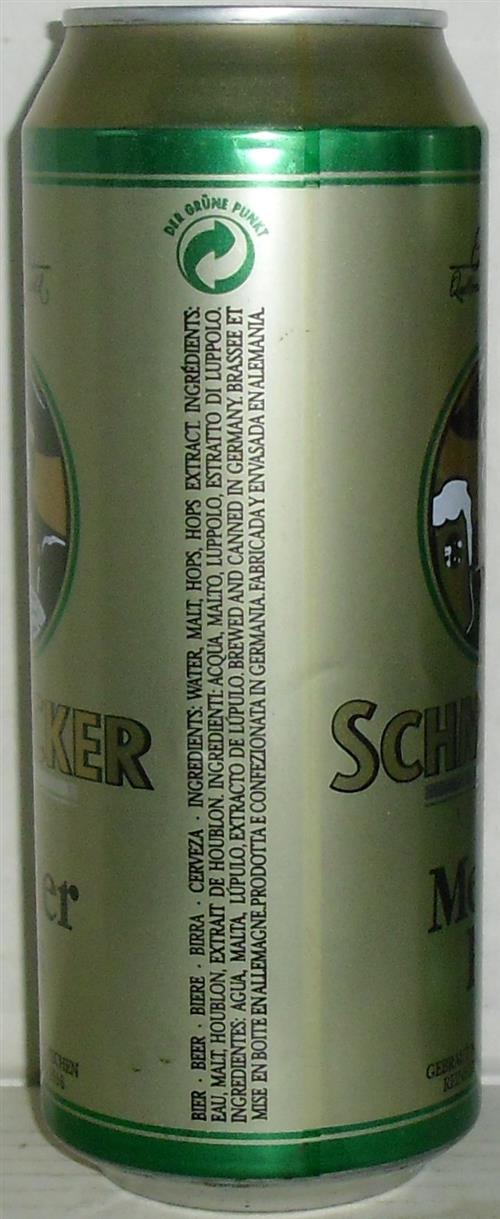 DER GRÜNE PUNKT
BIER · BEER · BIERE · BIRRA · CERVEZA · INGREDIENTS: WATER, MALT, HOPS, HOPS EXTRACT. INGRÉDIENTS:
EAU, MALT, HOUBLON, EXTRAIT DE HOUBLON. INGREDIENTI: ACQUA, MALTO, LUPPOLO, ESTRATTO DI LUPPOLO.
INGREDIENTES: AGUA, MALTA, LÚPULO, EXTRACTO DE LÚPULO. BREWED AND CANNED IN GERMANY. BRASSEE ET
MISE EN BOITE EN ALLEMAGNE. PRODOTTA E CONFEZIONATA IN GERMANIA. FABRICADA Y ENVASADA EN ALEMANIA.
CKER
er
SCHM
Me